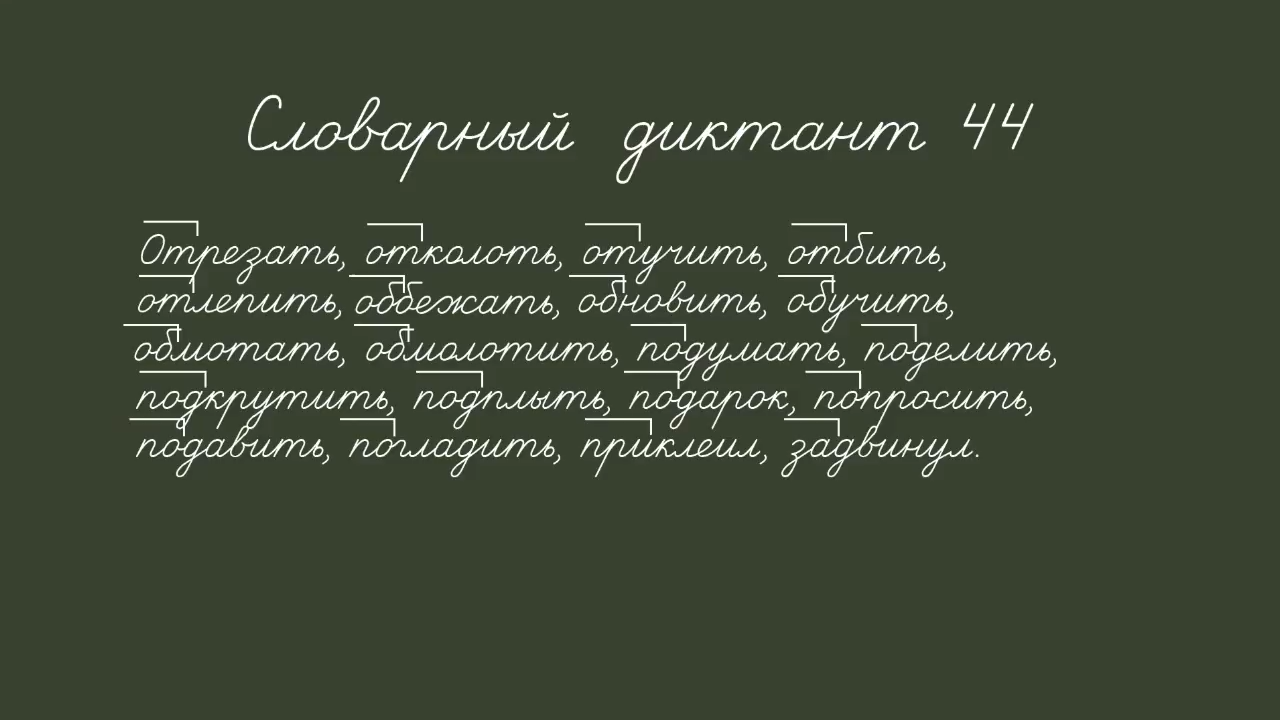 Словарный диктант 44
Отрезать, отколоть, отучить, отбить,
отлепить, оббежать, обновить, обучить,
обмотать, обмолотить, подумать, поделить,
подкрутить, подплыть, подарок, попросить,
подавить, погладить, приклеил, задвинул.